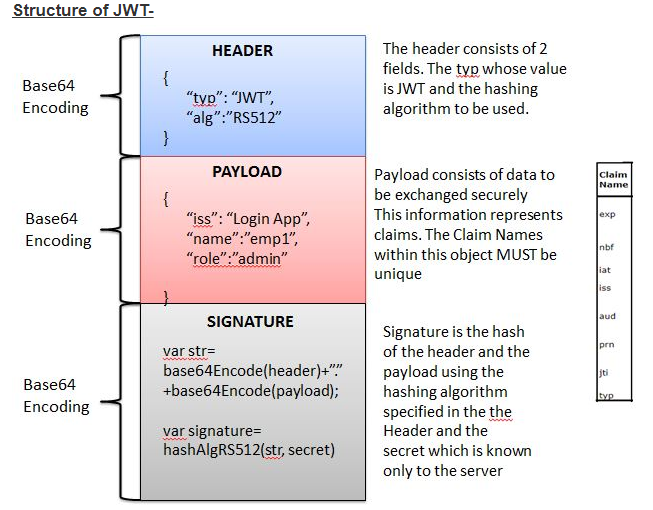 Structure of JWT-
Base64
Encoding
HEADER
{
“typ”: “JWT”,
“alg”:”RS512”
}
The header consists of 2
fields. The typ whose value
is JWT and the hashing
algorithm to be used.
Base64
Encoding
PAYLOAD
{
“iss”: “Login App”,
“name”:”emp1”,
“role”:”admin”
}
Payload consists of data to
be exchanged securely
This information represents
claims. The Claim Names
within this object MUST be
unique
Base64
Encoding
SIGNATURE
var str=
base64Encode(header)+”.”
+base64Encode(payload);
var signature=
hashAlgRS512(str, secret)
Signature is the hash
of the header and the
payload using the
hashing algorithm
specified in the the
Header and the
secret which is known
only to the server
Claim
Name
exp
nbf
iat
iss
aud
prn
jti
typ